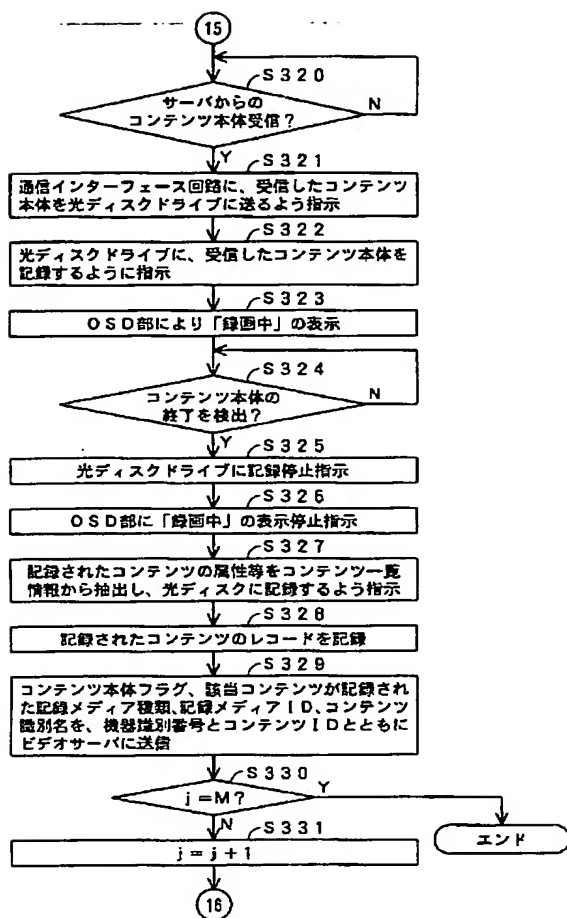 15
S320
サーバからの
コンテンツ本体受信?
N
Y
S321
通信インターフェース回路に、受信したコンテンツ
本体を光ディスクドライブに送るよう指示
S322
光ディスクドライブに、受信したコンテンツ本体を
記録するように指示
S323
OSD部により「録画中」の表示
S324
コンテンツ本体の
終了を検出?
N
Y
S325
光ディスクドライブに記録停止指示
S326
OSD部に「録画中」の表示停止指示
S327
記録されたコンテンツの属性等をコンテンツ一覧
情報から抽出し、光ディスクに記録するよう指示
S328
記録されたコンテンツのレコードを記録
S329
コンテンツ本体フラグ、該当コンテンツが記録され
た記録メディア種類、記録メディアID、コンテンツ
識別名を、機器識別番号とコンテンツIDとともに
ビデオサーバに送信
S330
j=M?
Y
N
S331
j=j+1
エンド
16